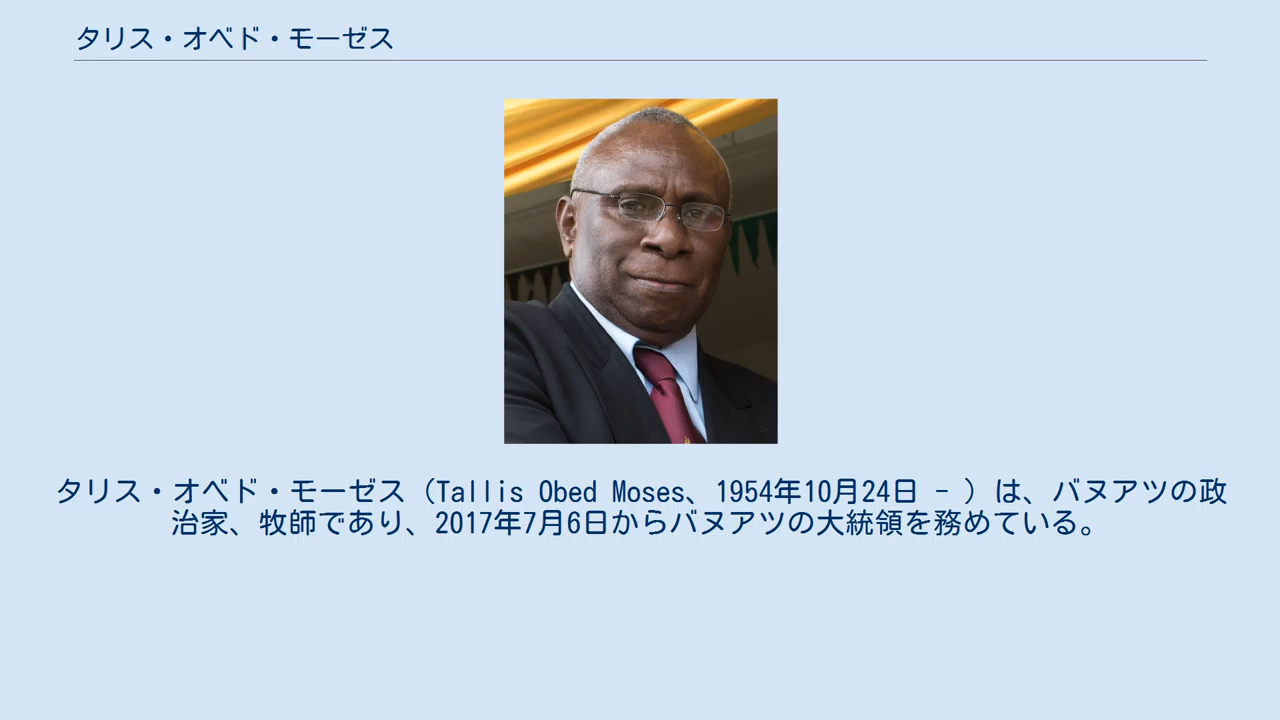 タリス・オベド・モーゼス
タリス・オベド・モーゼス（Tallis Obed Moses、1954年10月24日 - ）は、バヌアツの政
治家、牧師であり、2017年7月6日からバヌアツの大統領を務めている。